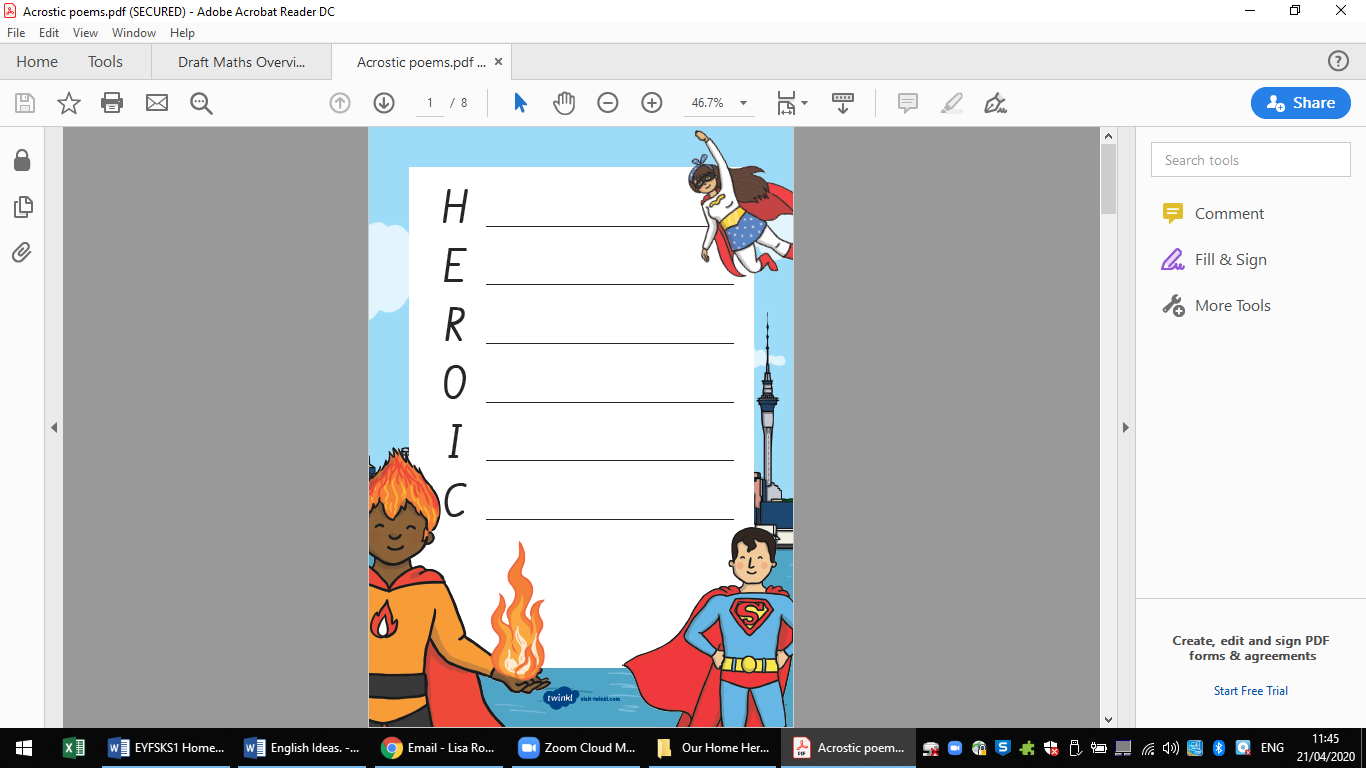 Acrostic poems.pdf (SECURED) - Adobe Acrobat Reader DC
File Edit View Window Help
Home Tools Draft Maths Overvi... Acrostic poems.pdf ... ×
1 / 8 46.7% Share
Search tools
Comment
Fill & Sign
More Tools
H
E
R
O
I
C
S
twinkl visit twinkl.com
Create, edit and sign PDF
forms & agreements
Start Free Trial
EYFSKS1 Home... English Ideas. -... Email - Lisa Ro... Zoom Cloud M... Our Home Her... Acrostic poem... ENG 11:45
21/04/2020